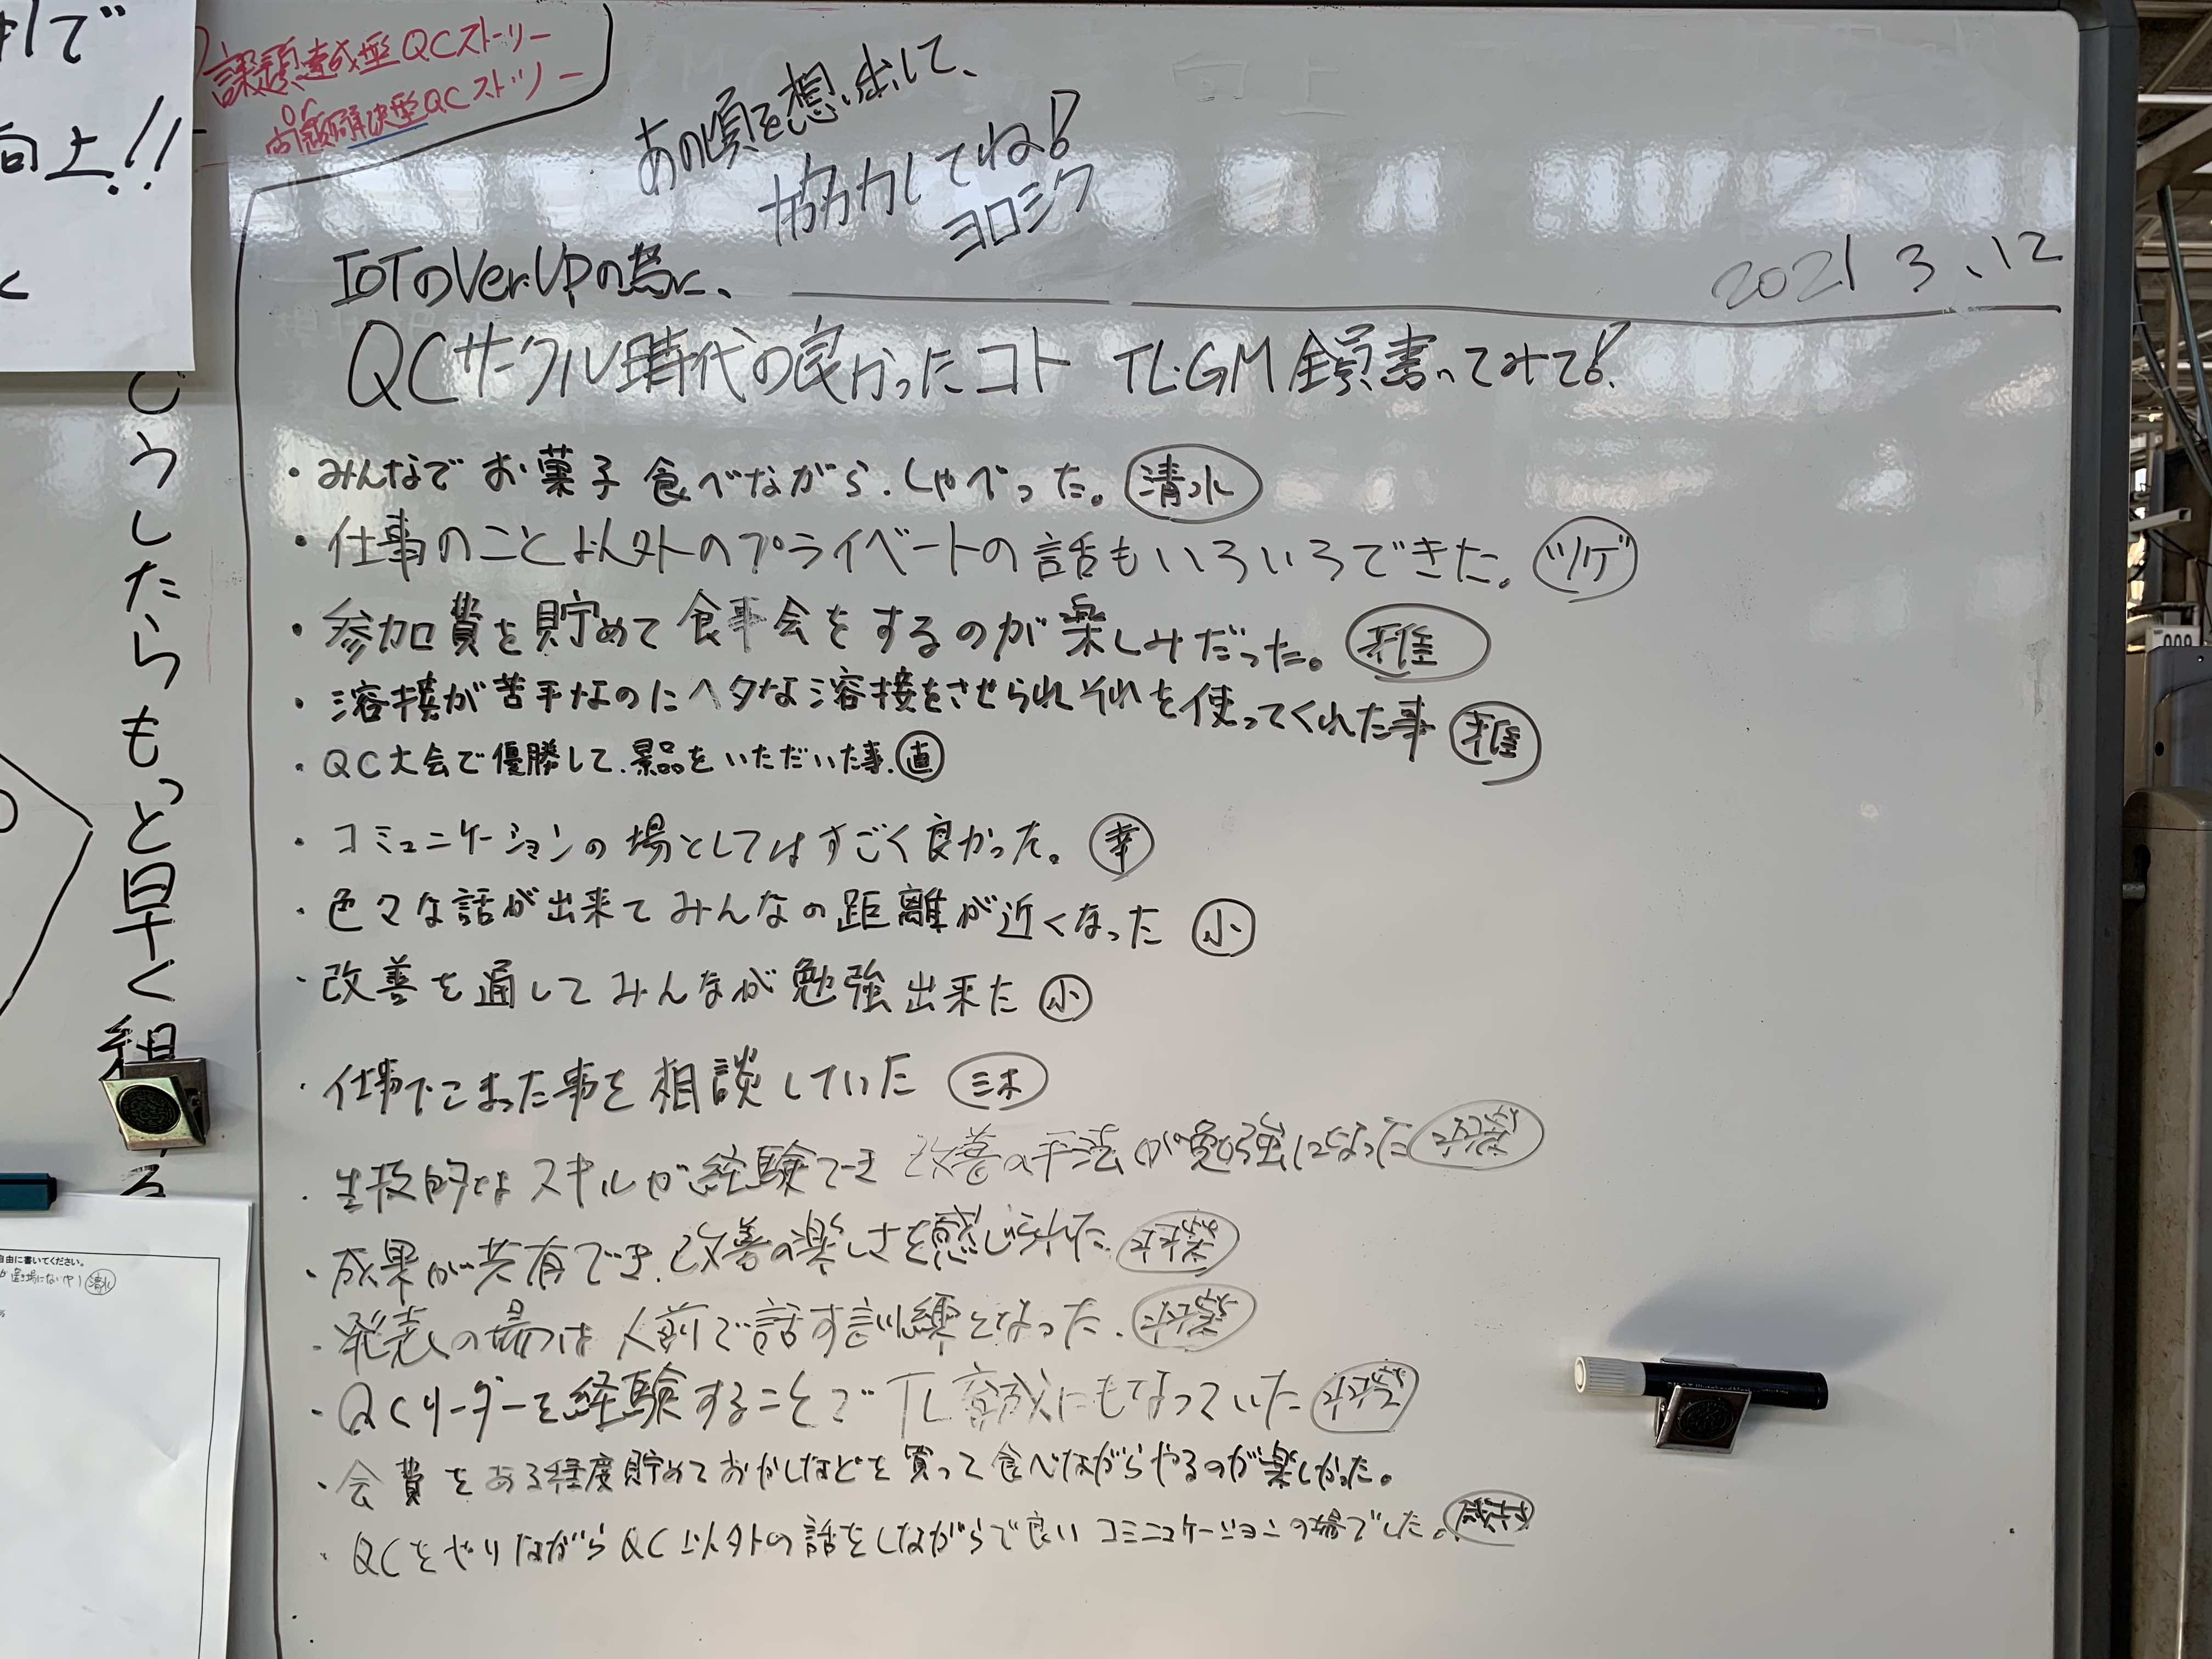 課題達成型QCストーリー
問題解決型QCストーリー
向上!!
あの頃を想い出して、
協力してね!
ヨロシク
IoTのVer.UPの為に、
2021 3.12
QCサークル時代の良かったコト TL・GM全員書ってみて!
・みんなでお菓子食べながら、しゃべった。 清水
・仕事のこと以外のプライベートの話もいろいろできた。 ツゲ
・参加費を貯めて食事会をするのが楽しみだった。
・溶接が苦手なのにヘタな溶接をさせられそれを使ってくれた事
・QC大会で優勝して、景品をいただいた事。 直
・コミュニケーションの場としてはすごく良かった。 幸
・色々な話が出来てみんなの距離が近くなった 小
・改善を通してみんなが勉強出来た 小
・仕事でこまった事を相談していた 三木
・生技的なスキルが経験でき改善の手法が勉強になった
・成果が共有でき、改善の楽しさを感じられた。
・発表の場は人前で話す訓練となった。
・QCリーダーを経験することでTL育成にもなっていた
・会費をある程度貯めておかしなどを買って食べながらやるのが楽しかった。
・QCをやりながらQC以外の話をしながらで良いコミニュケーションの場でした。
どうしたらもっと早く
自由に書いてください。
清水